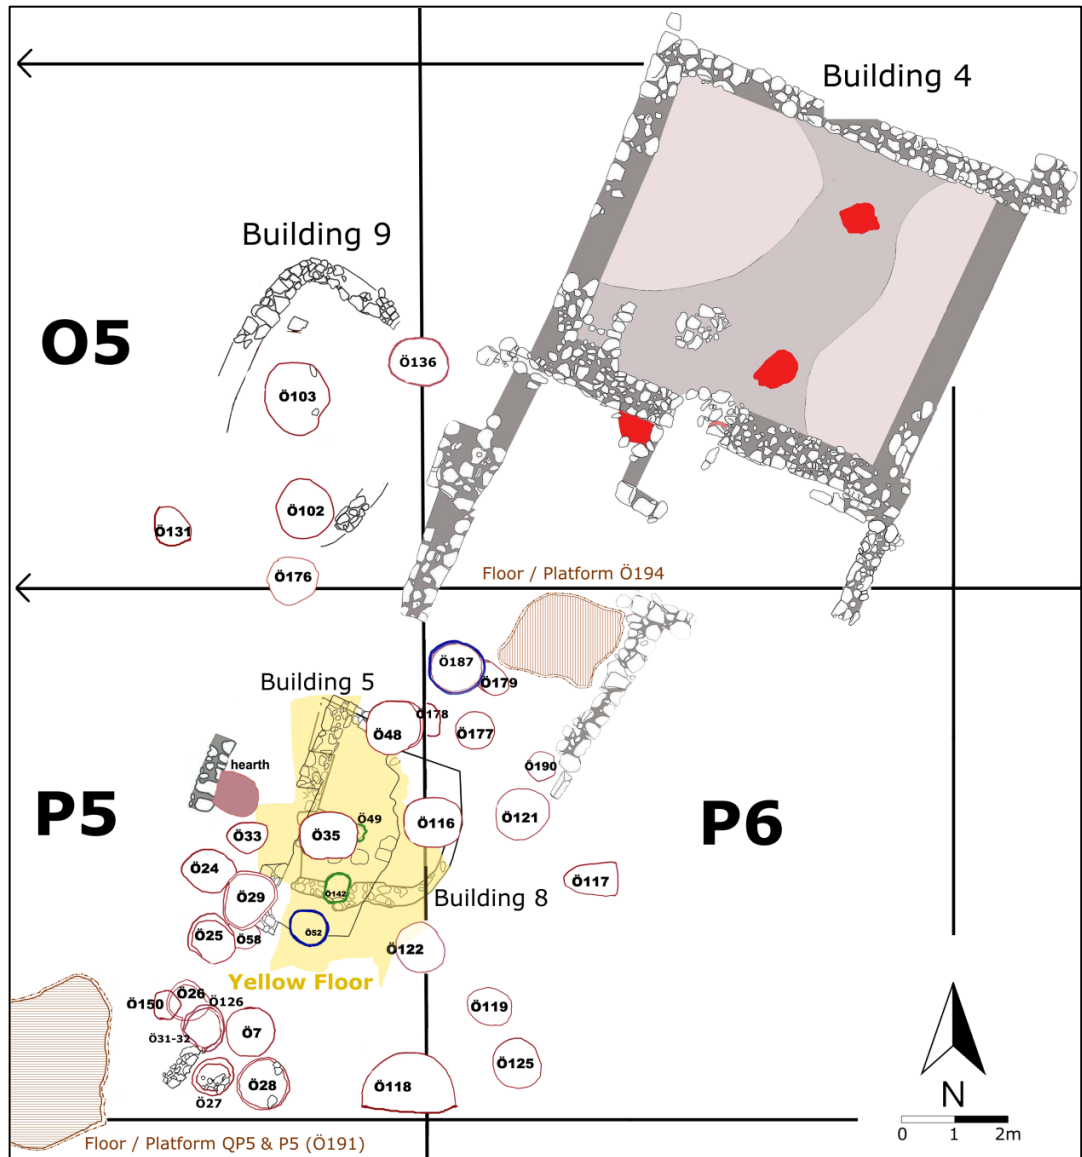 Building 4
Building 9
O5
Ö136
Ö103
Ö102
Ö131
Ö176
Floor / Platform Ö194
Ö187
Ö179
Building 5
Ö178
Ö48
Ö177
hearth
Ö190
P5
P6
Ö49
Ö33
Ö35
Ö116
Ö121
Ö24
Ö29
Ö142
Ö117
Building 8
Ö25
Ö58
Ö52
Ö122
Yellow Floor
Ö26
Ö150
Ö126
Ö119
Ö31-32
Ö7
Ö125
Ö28
Ö118
Ö27
N
0 1 2m
Floor / Platform QP5 & P5 (Ö191)